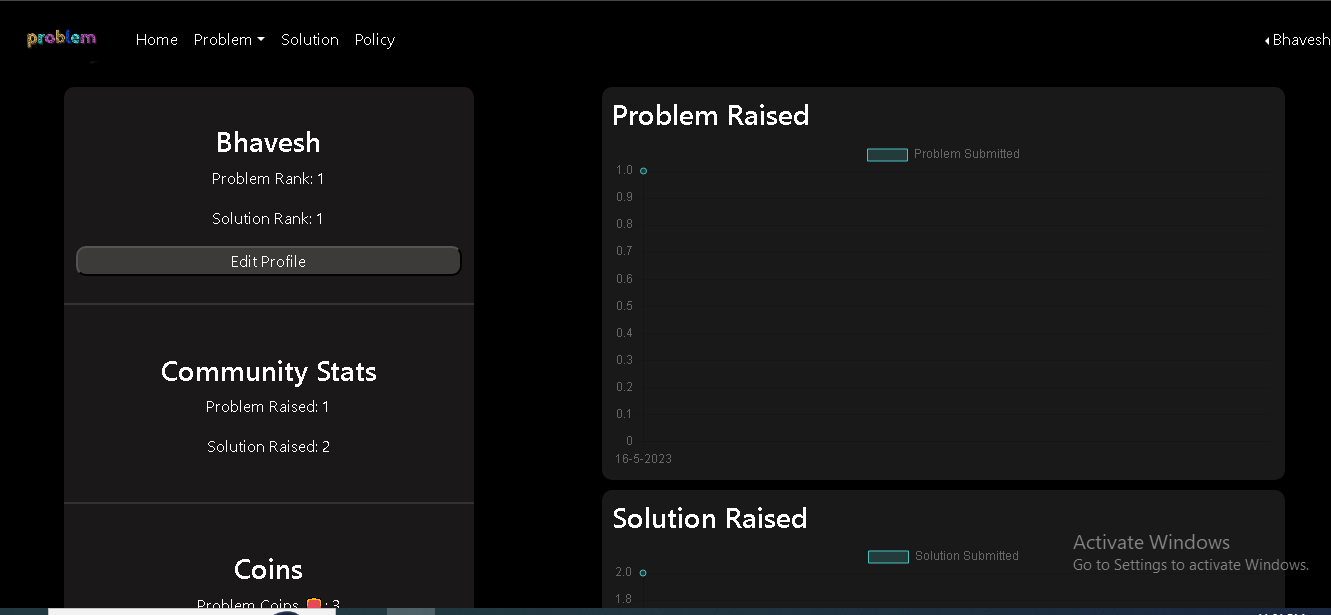 problem
Home Problem Solution Policy
Bhavesh
Bhavesh
Problem Rank: 1
Solution Rank: 1
Edit Profile
Community Stats
Problem Raised: 1
Solution Raised: 2
Coins
Problem Coins : 3
Problem Raised
Problem Submitted
1.0
0.9
0.8
0.7
0.6
0.5
0.4
0.3
0.2
0.1
0
16-5-2023
Solution Raised
Solution Submitted
2.0
1.8
Activate Windows
Go to Settings to activate Windows.